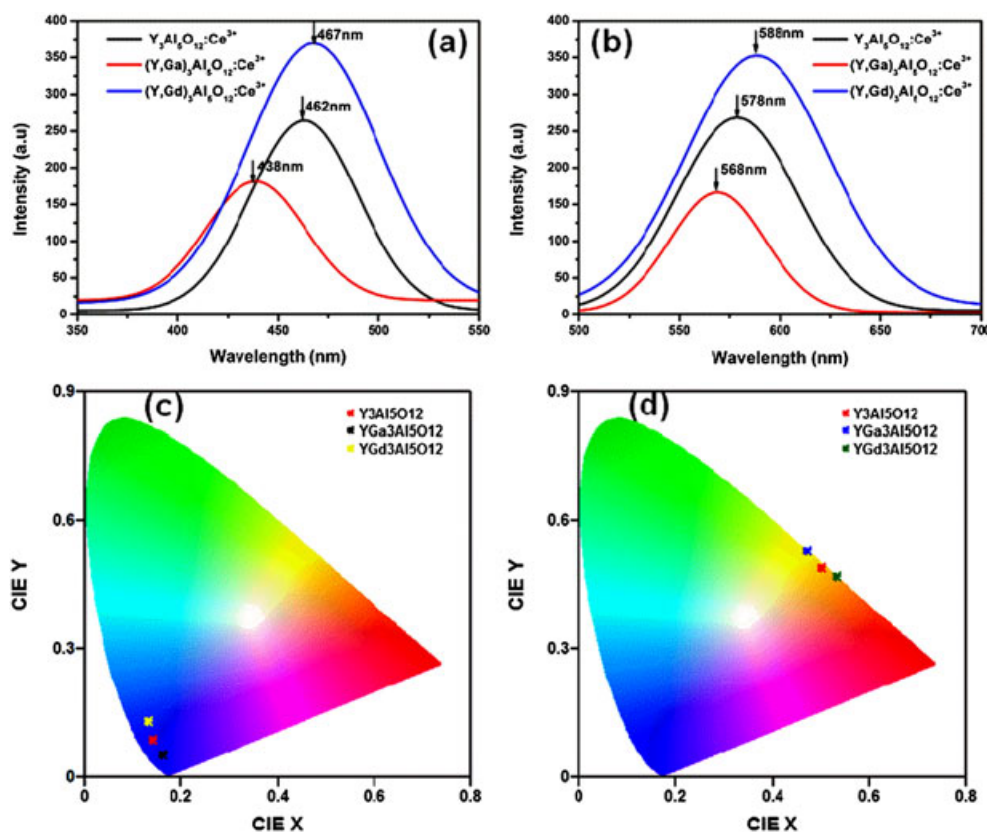 (a)
400
350
300
250
200
150
100
50
0
Intensity (a.u)
Y₃Al₅O₁₂:Ce³⁺
(Y,Ga)₃Al₅O₁₂:Ce³⁺
(Y,Gd)₃Al₅O₁₂:Ce³⁺
467nm
462nm
438nm
350 400 450 500 550
Wavelength (nm)
(b)
400
350
300
250
200
150
100
50
0
Intensity (a.u)
588nm
578nm
568nm
Y₃Al₅O₁₂:Ce³⁺
(Y,Ga)₃Al₅O₁₂:Ce³⁺
(Y,Gd)₃Al₅O₁₂:Ce³⁺
500 550 600 650 700
Wavelength (nm)
(c)
0.9
0.6
0.3
0
CIE Y
Y3Al5O12
YGa3Al5O12
YGd3Al5O12
0 0.2 0.4 0.6 0.8
CIE X
(d)
0.9
0.6
0.3
0
CIE Y
Y3Al5O12
YGa3Al5O12
YGd3Al5O12
0 0.2 0.4 0.6 0.8
CIE X